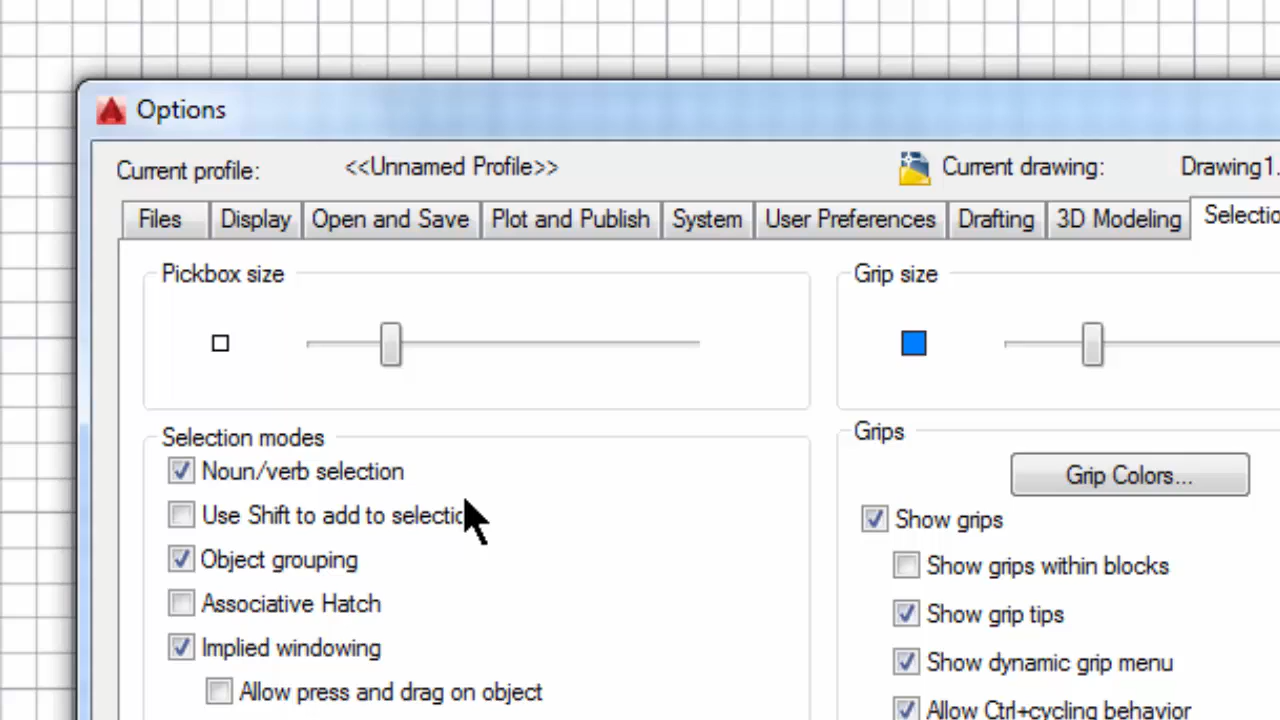 Options
Current profile: <<Unnamed Profile>> Current drawing: Drawing1.
Files Display Open and Save Plot and Publish System User Preferences Drafting 3D Modeling Selectio
Pickbox size
Grip size
Selection modes
Noun/verb selection
Use Shift to add to selectio
Object grouping
Associative Hatch
Implied windowing
Allow press and drag on object
Grips
Grip Colors...
Show grips
Show grips within blocks
Show grip tips
Show dynamic grip menu
Allow Ctrl+cycling behavior